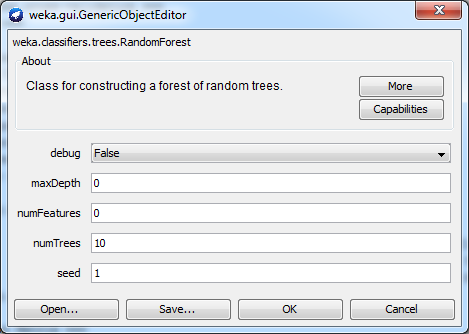 weka.gui.GenericObjectEditor
weka.classifiers.trees.RandomForest
About
Class for constructing a forest of random trees.
More
Capabilities
debug False
maxDepth 0
numFeatures 0
numTrees 10
seed 1
Open... Save... OK Cancel